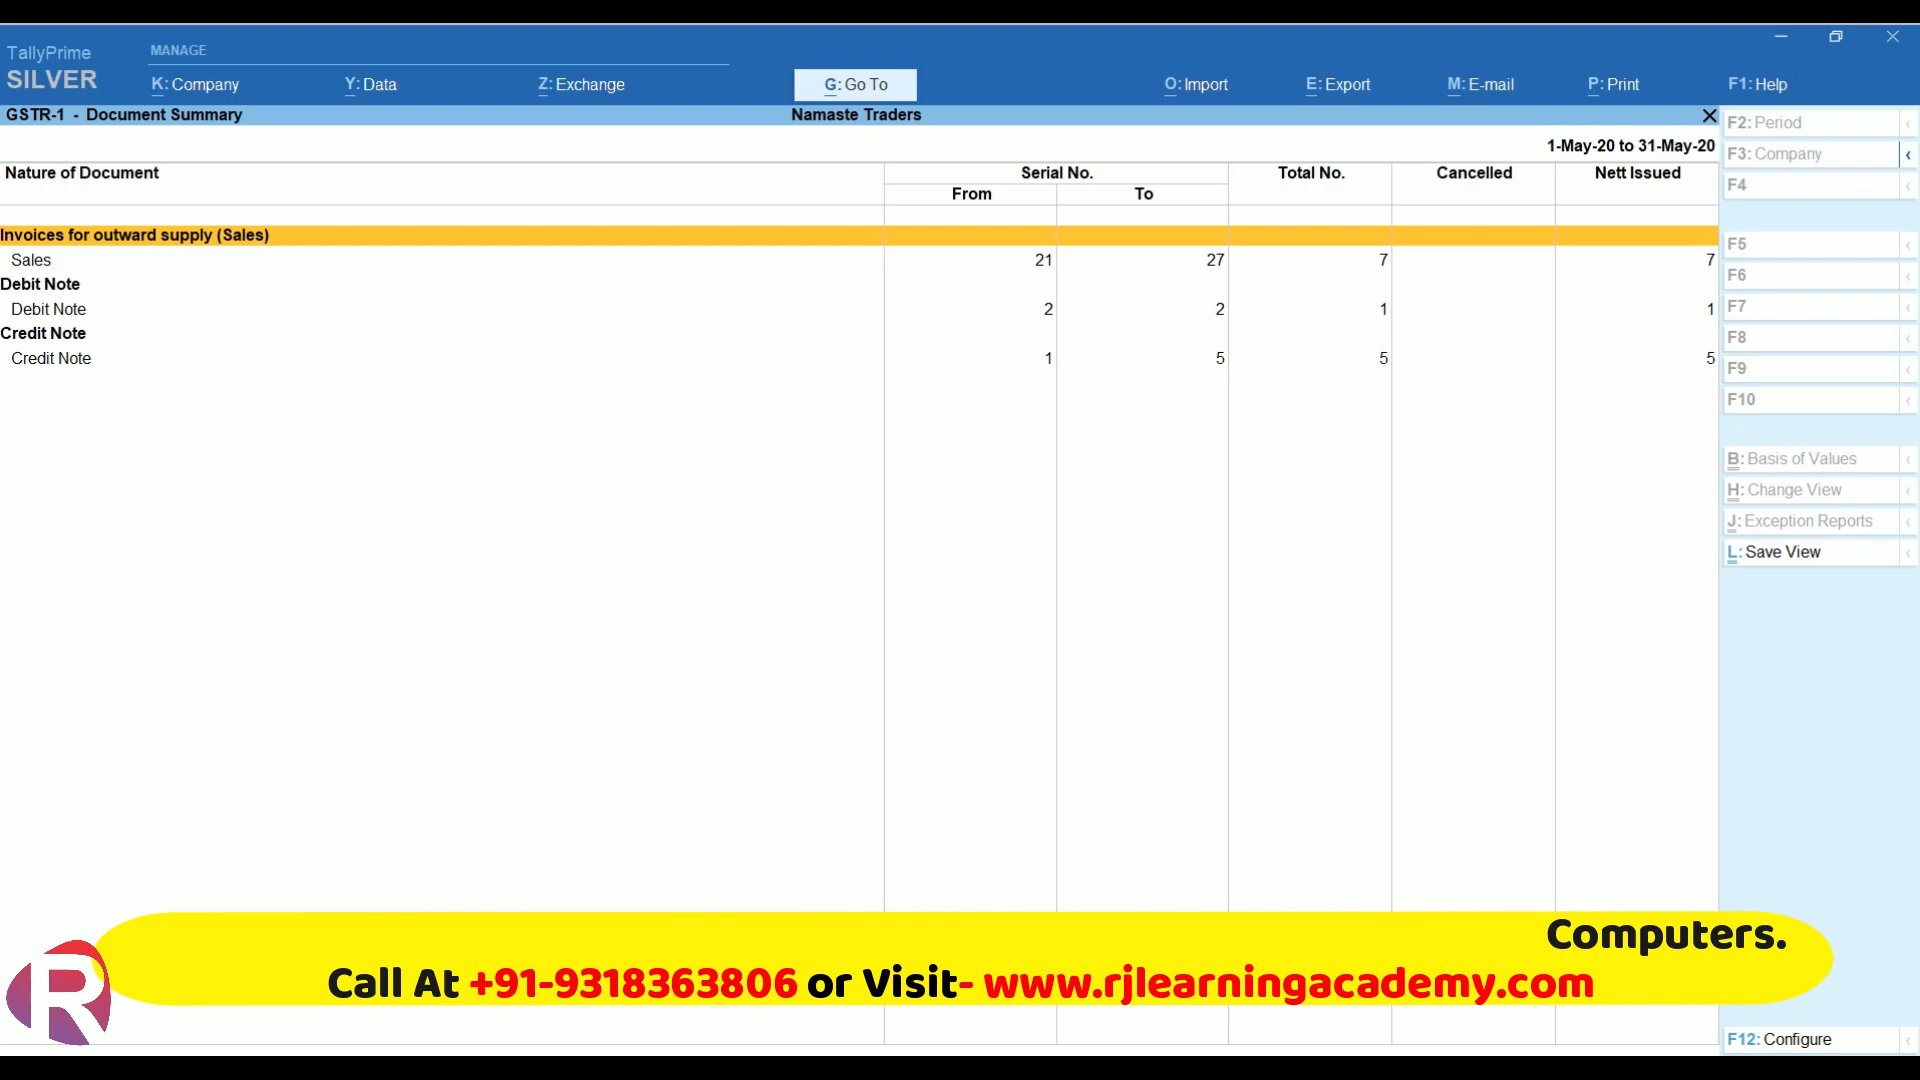 TallyPrime
SILVER
MANAGE
K: Company Y: Data Z: Exchange G: Go To O: Import E: Export M: E-mail P: Print F1: Help
GSTR-1 - Document Summary Namaste Traders
1-May-20 to 31-May-20
Nature of Document Serial No. Total No. Cancelled Nett Issued
From To
Invoices for outward supply (Sales)
Sales 21 27 7 7
Debit Note
Debit Note 2 2 1 1
Credit Note
Credit Note 1 5 5 5
F2: Period
F3: Company
F4
F5
F6
F7
F8
F9
F10
B: Basis of Values
H: Change View
J: Exception Reports
L: Save View
F12: Configure
Computers.
Call At +91-9318363806 or Visit- www.rjlearningacademy.com
R